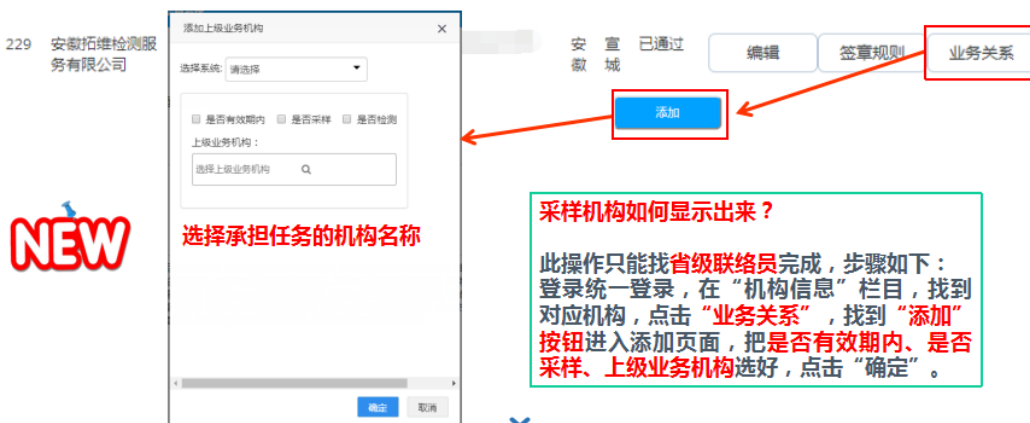 添加上级业务机构
229 安徽拓维检测服
务有限公司
安
徽
宣
城
已通过
编辑
签章规则
业务关系
选择系统:
请选择
添加
是否有效期内
是否采样
是否检测
上级业务机构：
选择上级业务机构
NEW
选择承担任务的机构名称
采样机构如何显示出来？
此操作只能找省级联络员完成，步骤如下：
登录统一登录，在“机构信息”栏目，找到
对应机构，点击“业务关系”，找到“添加”
按钮进入添加页面，把是否有效期内、是否
采样、上级业务机构选好，点击“确定”。
确定
取消